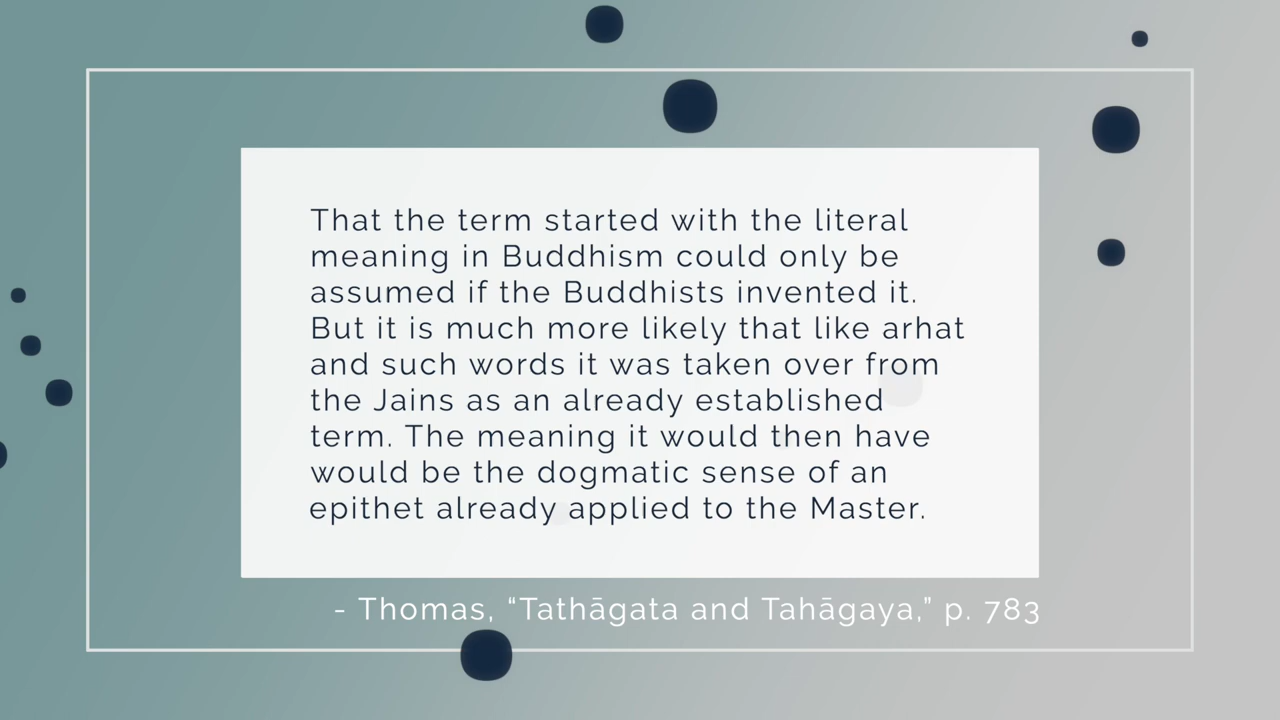 That the term started with the literal
meaning in Buddhism could only be
assumed if the Buddhists invented it.
But it is much more likely that like arhat
and such words it was taken over from
the Jains as an already established
term. The meaning it would then have
would be the dogmatic sense of an
epithet already applied to the Master.
- Thomas, “Tathāgata and Tahāgaya,” p. 783